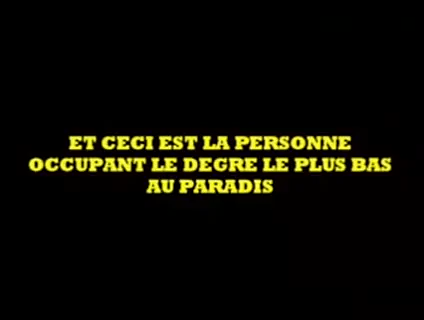 ET CECI EST LA PERSONNE
OCCUPANT LE DEGRE LE PLUS BAS
AU PARADIS